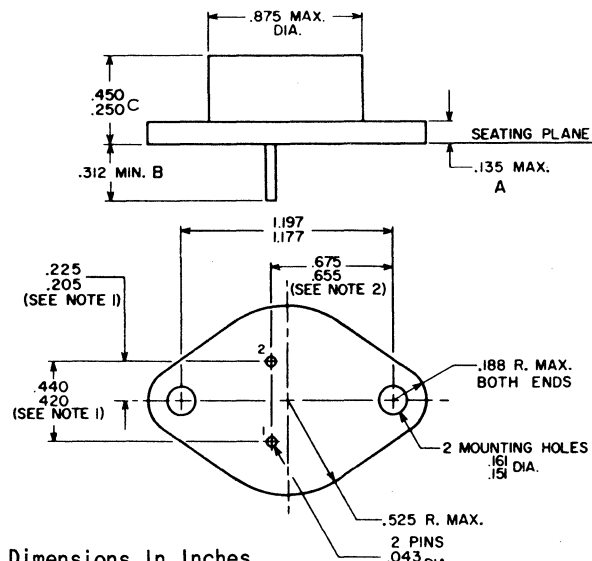 .875 MAX.
DIA.
.450
.250 C
SEATING PLANE
.312 MIN. B
.135 MAX.
A
1.197
1.177
.225
.205
(SEE NOTE 1)
.675
.655
(SEE NOTE 2)
2
.188 R. MAX.
BOTH ENDS
.440
.420
(SEE NOTE 1)
1
2 MOUNTING HOLES
.161
.151 DIA.
.525 R. MAX.
2 PINS
.043 DIA
Dimensions In Inches